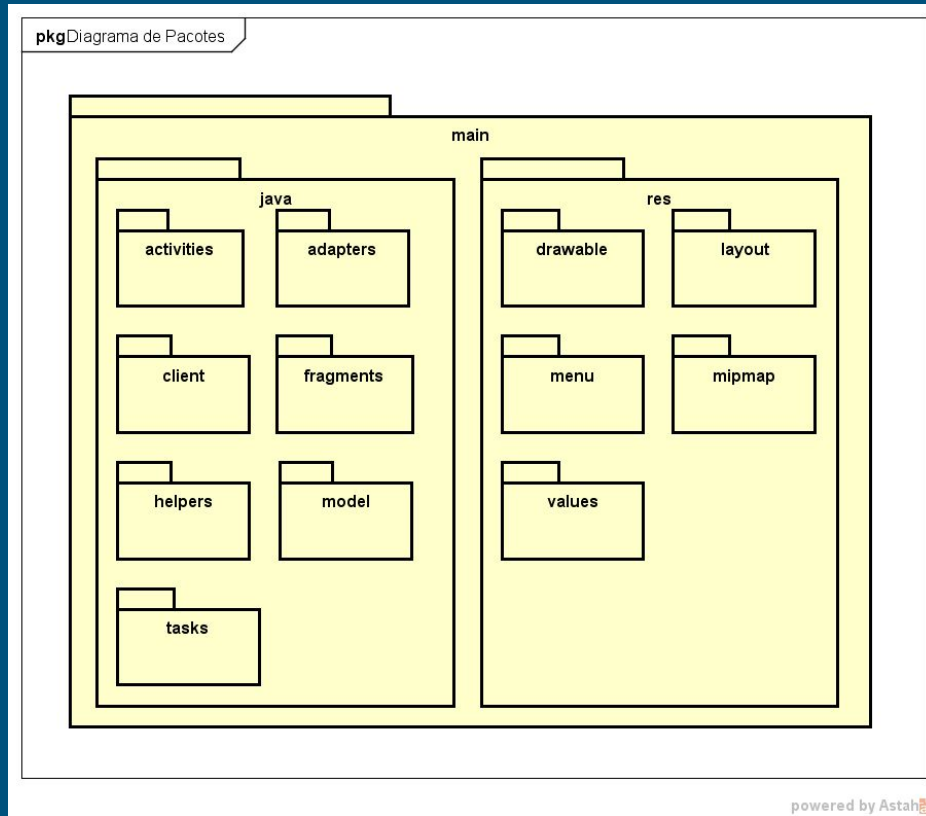 pkgDiagrama de Pacotes
main
java
activities
adapters
client
fragments
helpers
model
tasks
res
drawable
layout
menu
mipmap
values
powered by Astah